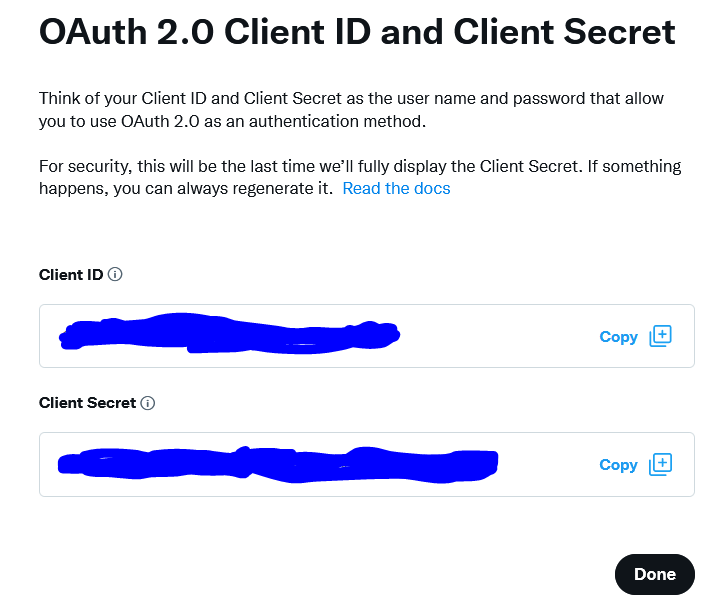 OAuth 2.0 Client ID and Client Secret
Think of your Client ID and Client Secret as the user name and password that allow
you to use OAuth 2.0 as an authentication method.
For security, this will be the last time we’ll fully display the Client Secret. If something
happens, you can always regenerate it. Read the docs
Client ID
Copy
Client Secret
Copy
Done